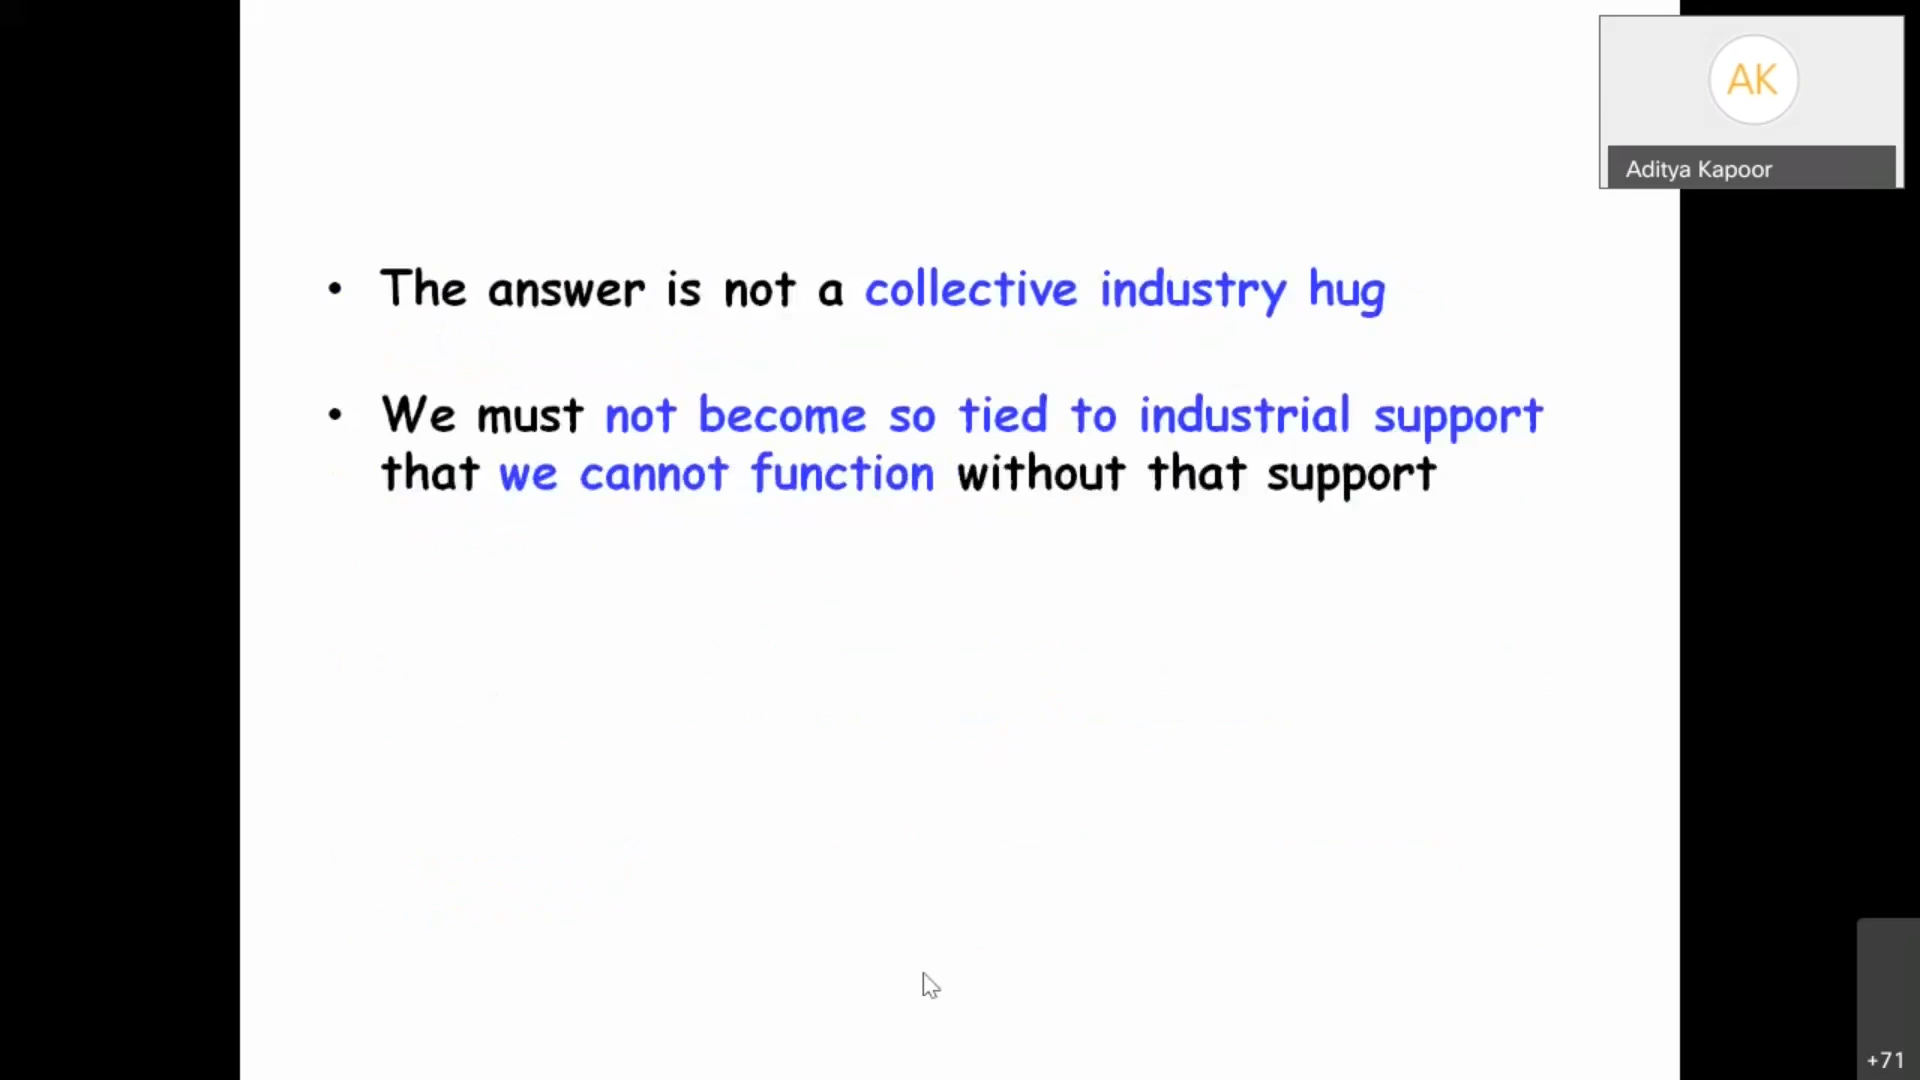 AK
Aditya Kapoor
• The answer is not a collective industry hug
• We must not become so tied to industrial support
that we cannot function without that support
+71